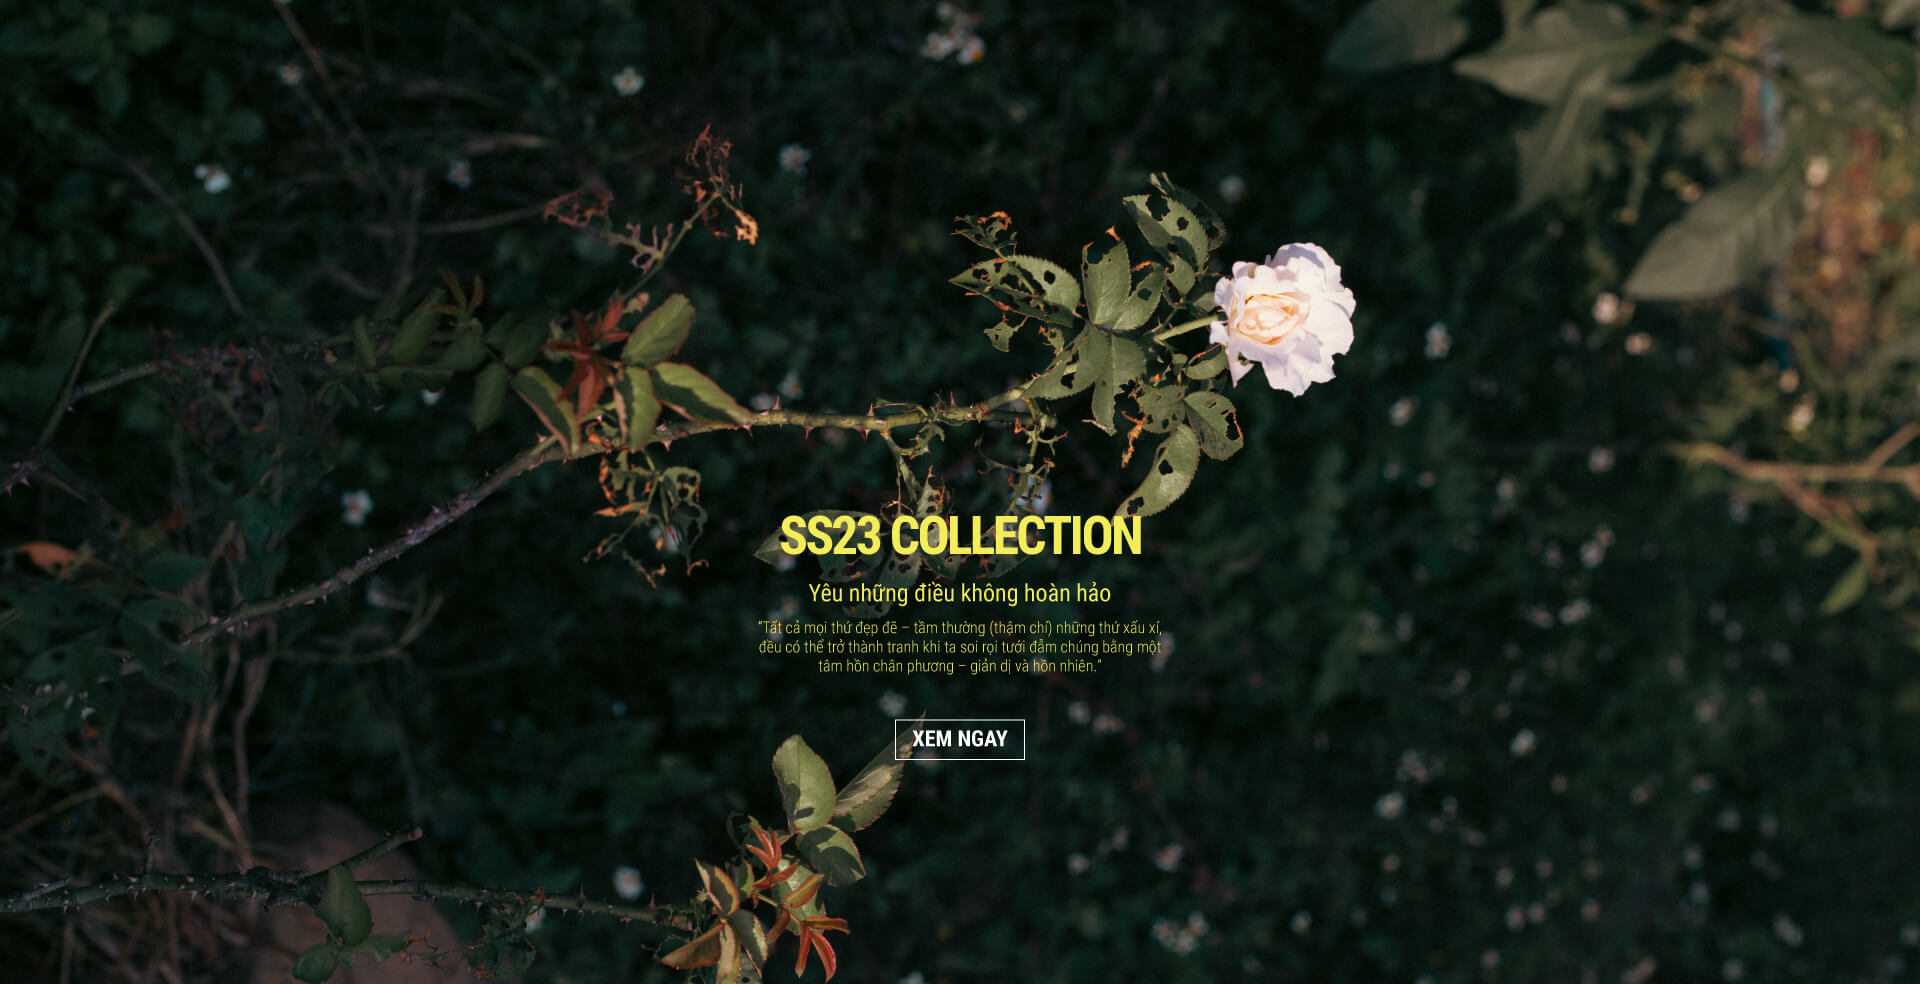 SS23 COLLECTION
Yêu những điều không hoàn hảo
“Tất cả mọi thứ đẹp đẽ – tầm thường (thậm chí) những thứ xấu xí,
đều có thể trở thành tranh khi ta soi rọi tưới đẫm chúng bằng một
tâm hồn chân phương – giản dị và hồn nhiên.”
XEM NGAY